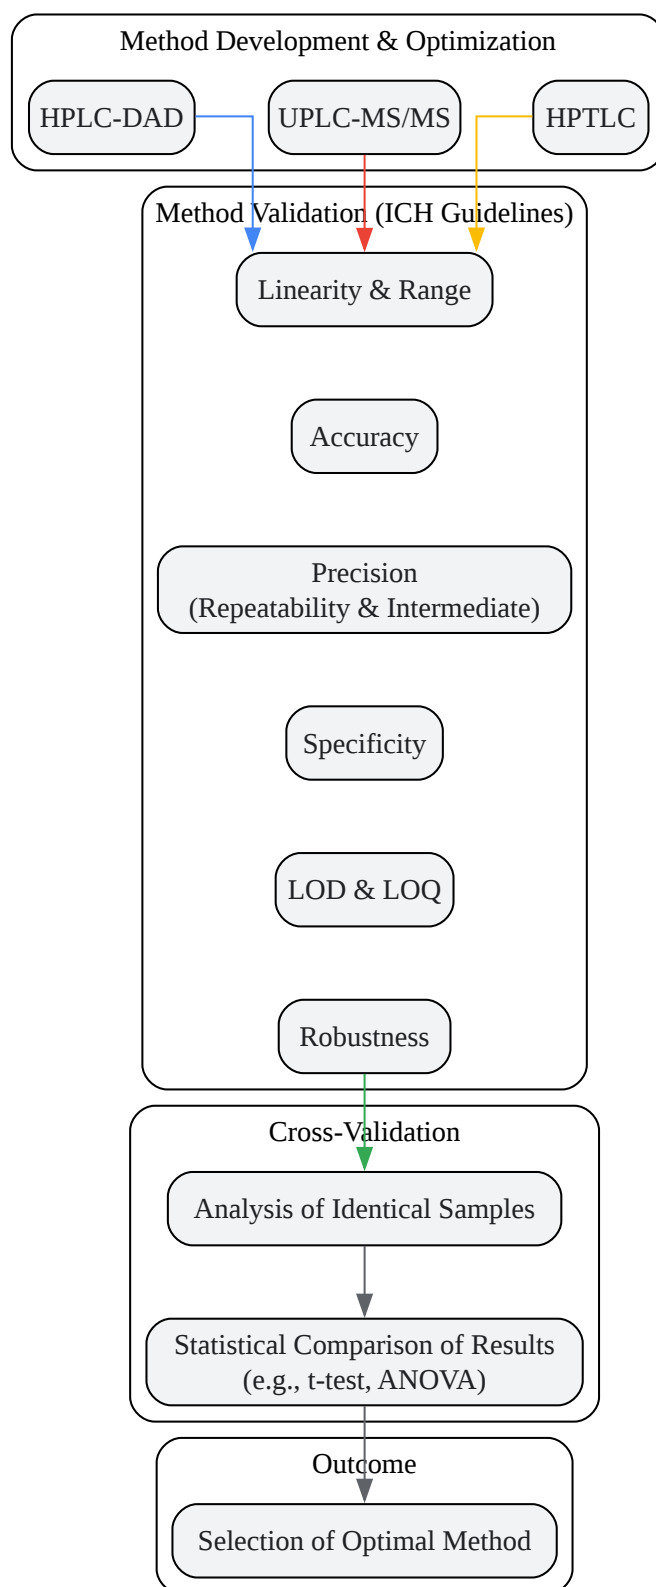 Method Development & Optimization
HPLC-DAD
UPLC-MS/MS
HPTLC
Method Validation (ICH Guidelines)
Linearity & Range
Accuracy
Precision
(Repeatability & Intermediate)
Specificity
LOD & LOQ
Robustness
Cross-Validation
Analysis of Identical Samples
Statistical Comparison of Results
(e.g., t-test, ANOVA)
Outcome
Selection of Optimal Method